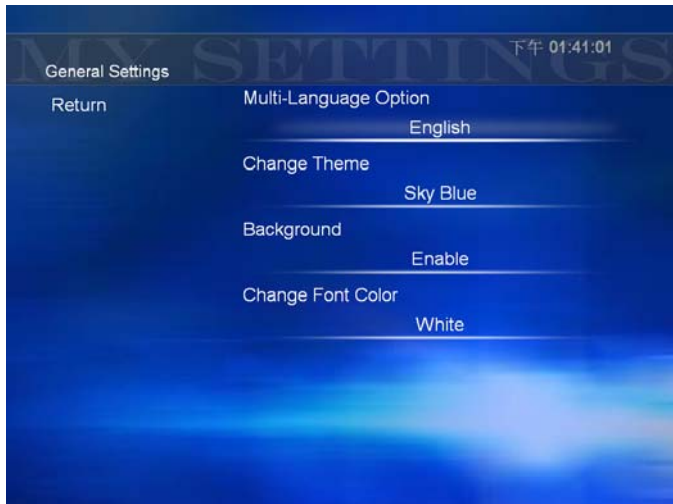 MY SETTINGS
下午 01:41:01
General Settings
Return
Multi-Language Option
English
Change Theme
Sky Blue
Background
Enable
Change Font Color
White